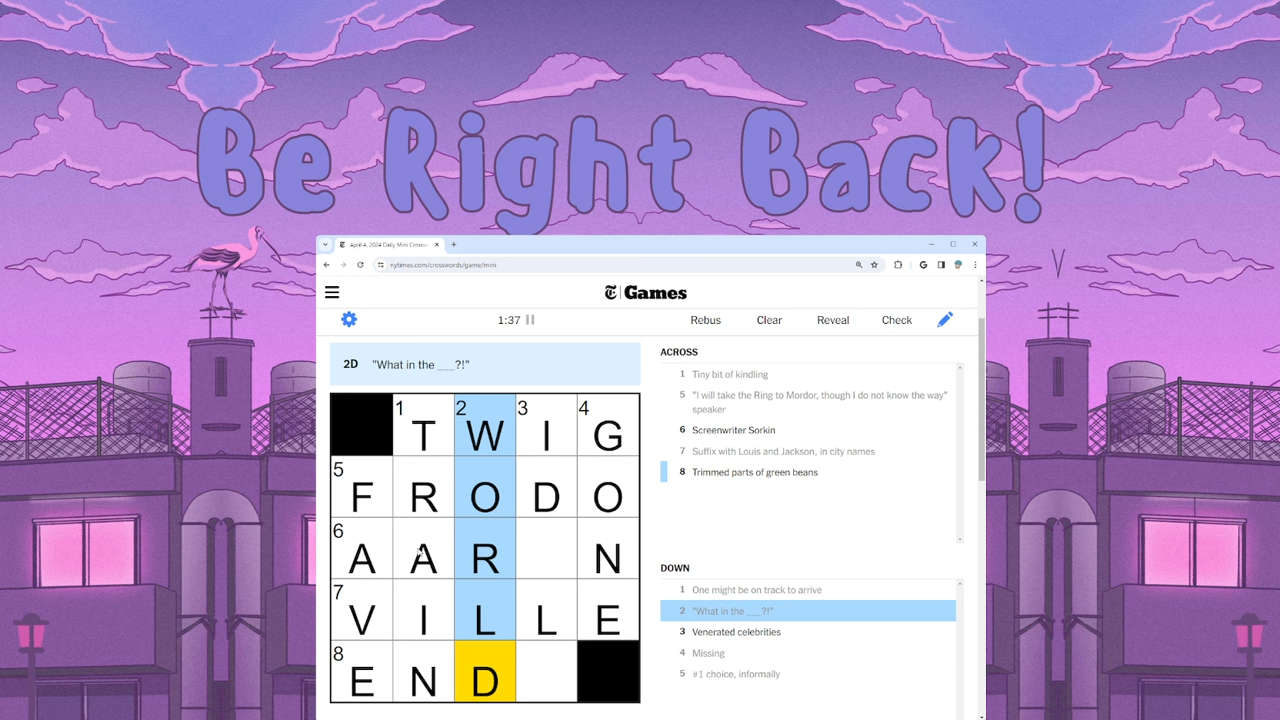 Be Right Back!
April 4, 2024 Daily Mini Crossw
nytimes.com/crosswords/game/mini
Games
1:37
Rebus Clear Reveal Check
2D "What in the ___?!"
1 T 2 W 3 I 4 G
5 F R O D O
6 A A R N
7 V I L L E
8 E N D
ACROSS
1 Tiny bit of kindling
5 "I will take the Ring to Mordor, though I do not know the way"
speaker
6 Screenwriter Sorkin
7 Suffix with Louis and Jackson, in city names
8 Trimmed parts of green beans
DOWN
1 One might be on track to arrive
2 "What in the ___?!"
3 Venerated celebrities
4 Missing
5 #1 choice, informally